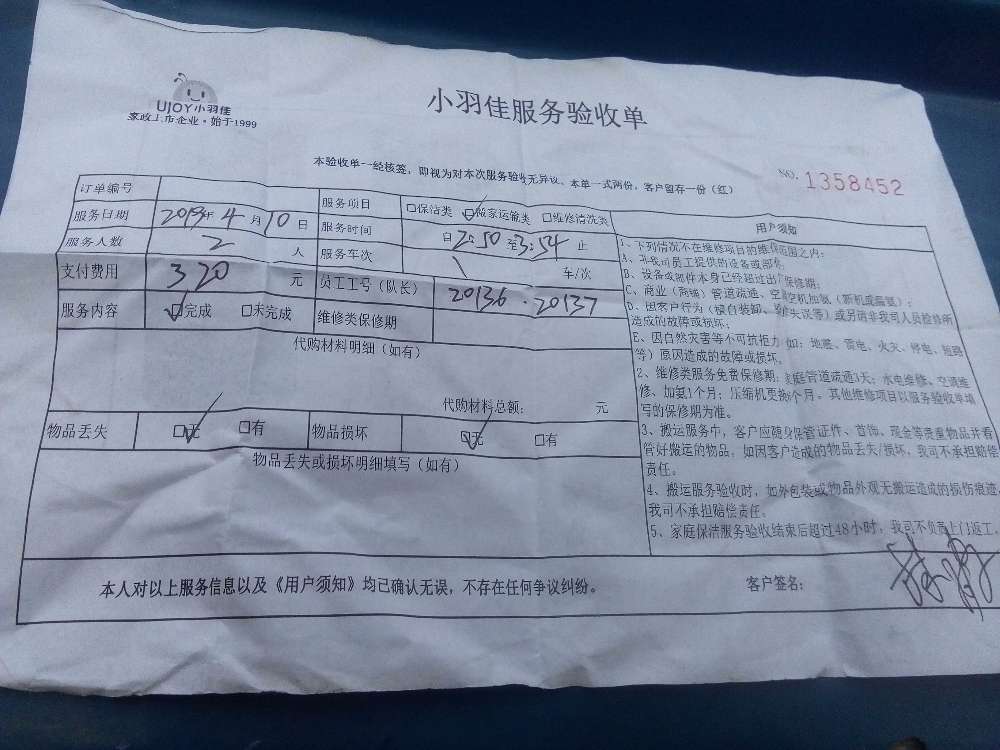 UJOY小羽佳
家政上市企业·始于1999
小羽佳服务验收单
本验收单一经核签,即视为对本次服务验收无异议。本单一式两份,客户留存一份(红)
NO. 1358452
订单编号 服务项目 □保洁类 ☑搬家运输类 □维修清洗类
服务日期 2019年4月10日 服务时间 自2:50至3:54止
服务人数 2人 服务车次 \ 车/次
支付费用 320元 员工工号(队长) 20136.20137
服务内容 ☑完成 □未完成 维修类保修期
代购材料明细(如有)
代购材料总额: 元
物品丢失 ☑无 □有 物品损坏 ☑无 □有
物品丢失或损坏明细填写(如有)
用户须知
1、下列情况不在维修项目的维保范围之内:
A、非我司员工提供的设备或部件
B、设备或部件本身已经超过出厂保修期;
C、商业(商铺)管道疏通、空调空机加氨(新机或漏氨);
D、因客户行为(擅自装卸、 失误等)或另请非我司人员检修所
造成的故障或损坏;
E、因自然灾害等不可抗拒力(如:地震、雷电、火灾、停电、短路
等)原因造成的故障或损坏。
2、维修类服务免费保修期:家庭管道疏通3天;水电维修、空调维
修、加氨1个月;压缩机更换6个月。其他维修项目以服务验收单填
写的保修期为准。
3、搬运服务中,客户应随身保管证件、首饰、现金等贵重物品并看
管好搬运的物品,如因客户造成的物品丢失/损坏,我司不承担赔偿
责任。
4、搬运服务验收时,如外包装或物品外观无搬运造成的损伤痕迹,
我司不承担赔偿责任。
5、家庭保洁服务验收结束后超过48小时,我司不负责上门返工。
本人对以上服务信息以及《用户须知》均已确认无误,不存在任何争议纠纷。 客户签名: